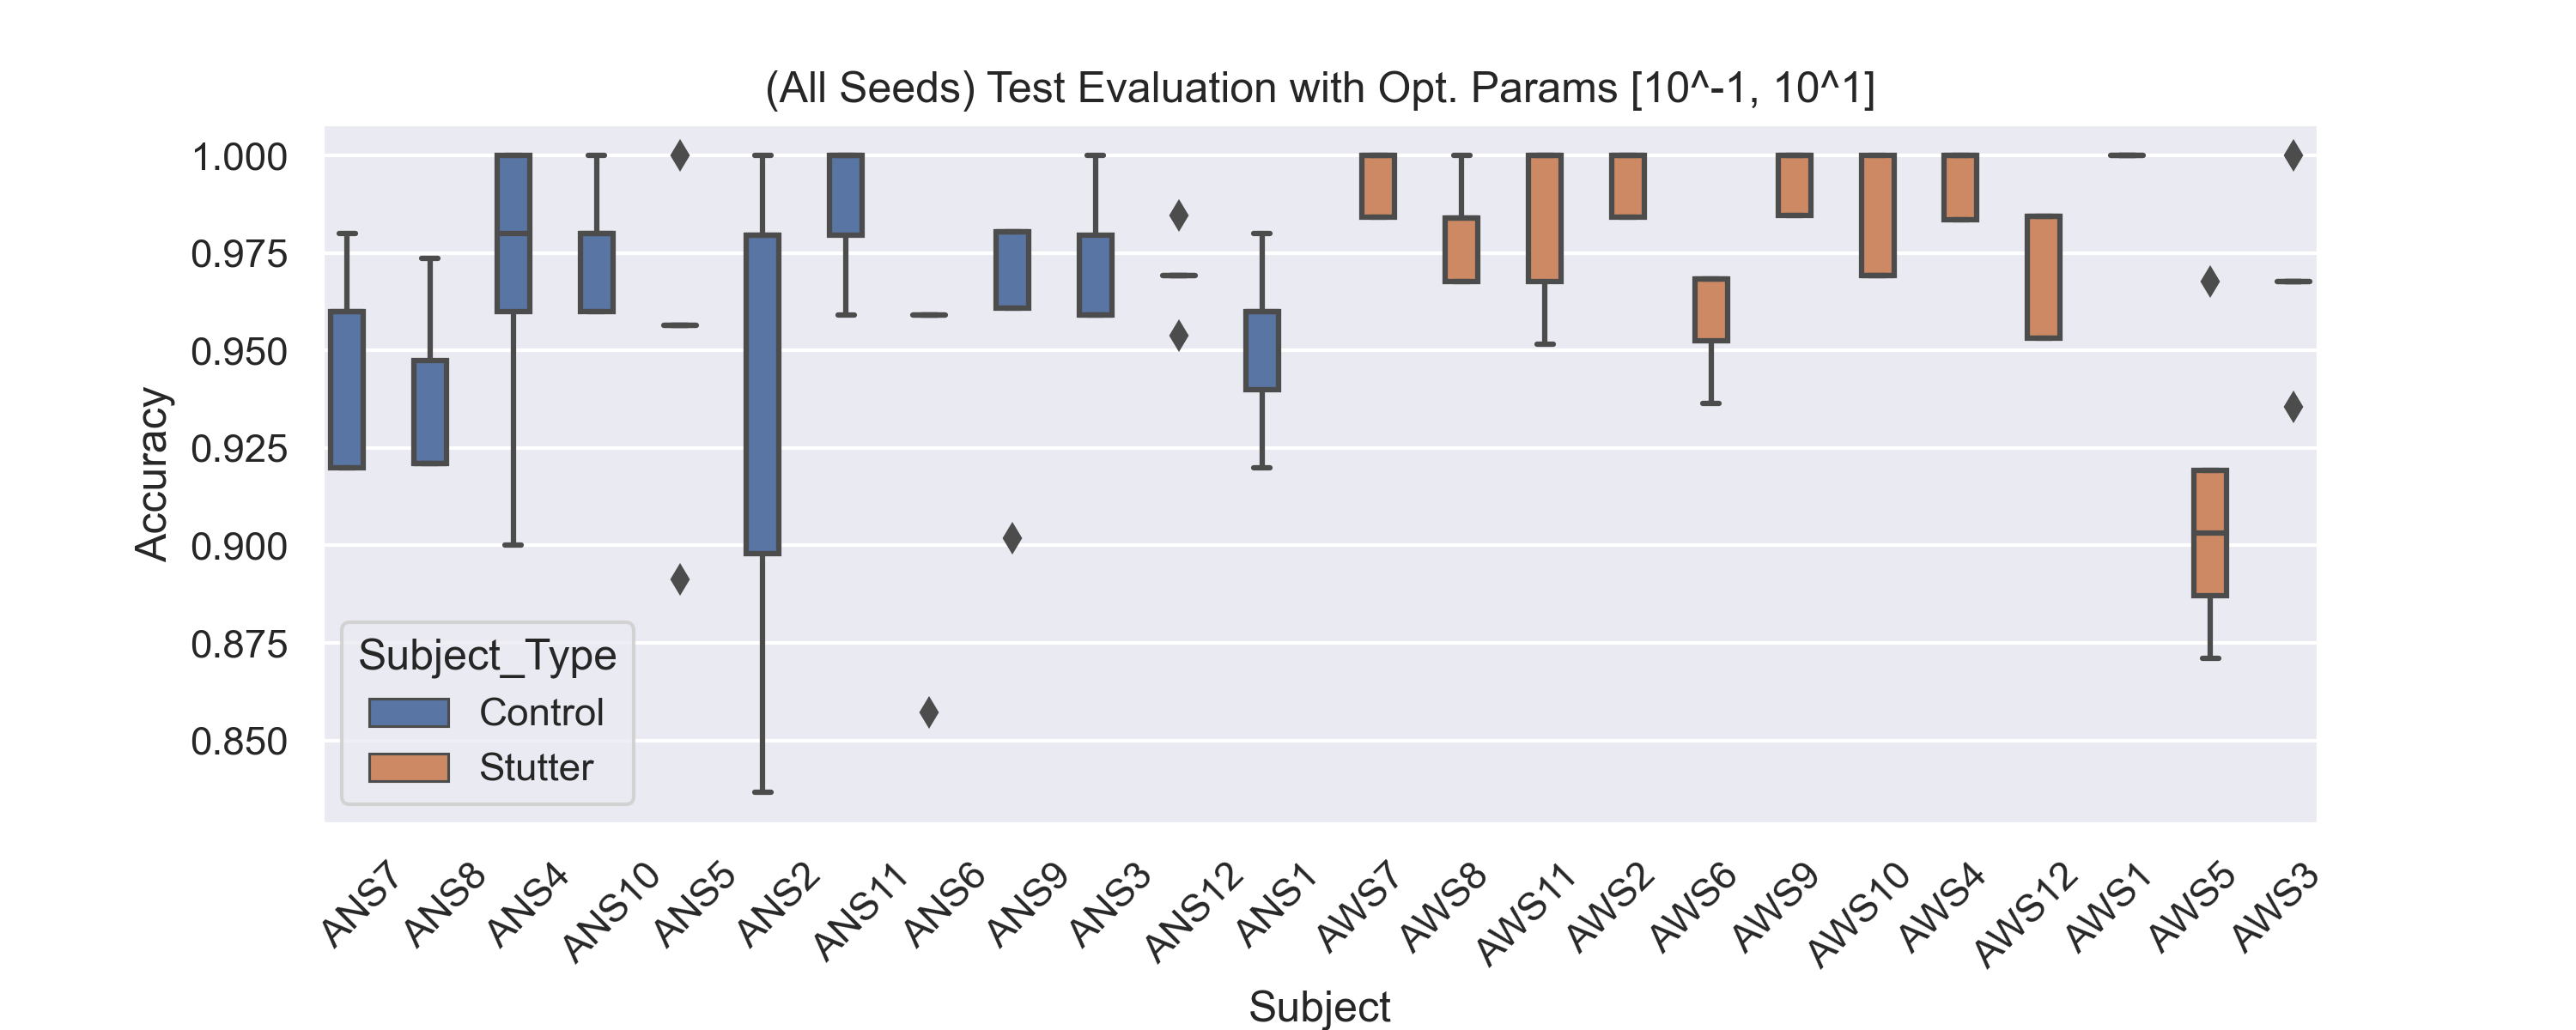 (All Seeds) Test Evaluation with Opt. Params [10^-1, 10^1]
1.000
0.975
0.950
0.925
0.900
0.875
0.850
Accuracy
Subject_Type
Control
Stutter
ANS7
ANS8
ANS4
ANS10
ANS5
ANS2
ANS11
ANS6
ANS9
ANS3
ANS12
ANS1
AWS7
AWS8
AWS11
AWS2
AWS6
AWS9
AWS10
AWS4
AWS12
AWS1
AWS5
AWS3
Subject